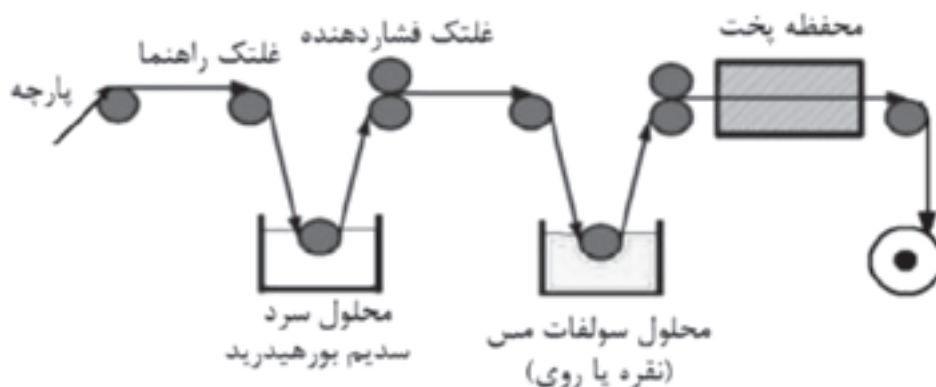 محفظه پخت
غلتک فشاردهنده
غلتک راهنما
پارچه
محلول سرد
سدیم بورهیدرید
محلول سولفات مس
(نقره یا روی)